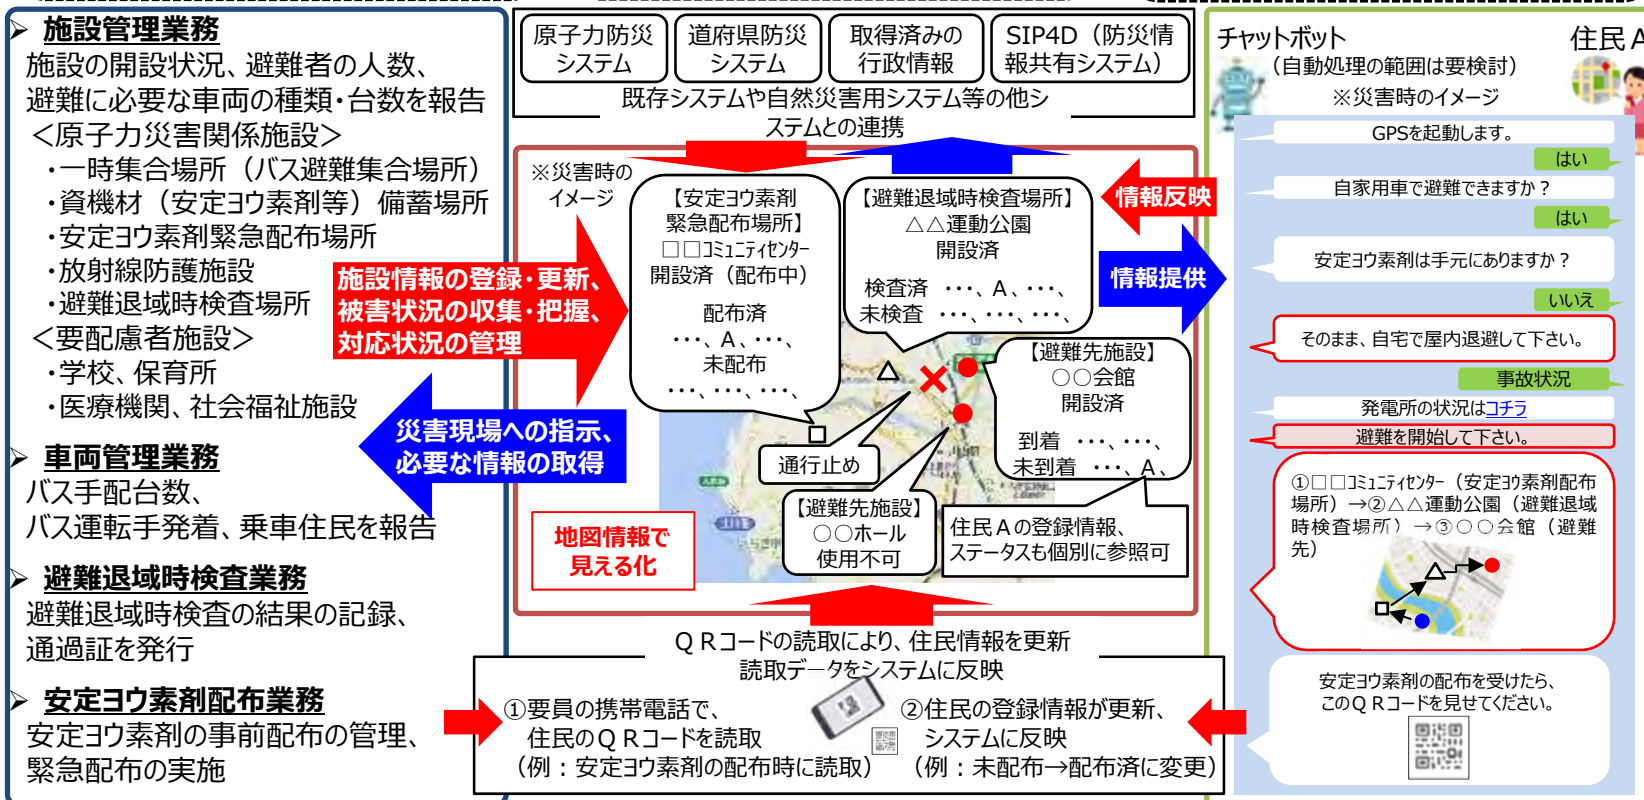 ➢ 施設管理業務
施設の開設状況、避難者の人数、
避難に必要な車両の種類・台数を報告
＜原子力災害関係施設＞
・一時集合場所（バス避難集合場所）
・資機材（安定ヨウ素剤等）備蓄場所
・安定ヨウ素剤緊急配布場所
・放射線防護施設
・避難退域時検査場所
＜要配慮者施設＞
・学校、保育所
・医療機関、社会福祉施設
➢ 車両管理業務
バス手配台数、
バス運転手発着、乗車住民を報告
➢ 避難退域時検査業務
避難退域時検査の結果の記録、
通過証を発行
➢ 安定ヨウ素剤配布業務
安定ヨウ素剤の事前配布の管理、
緊急配布の実施
施設情報の登録・更新、
被害状況の収集・把握、
対応状況の管理
災害現場への指示、
必要な情報の取得
原子力防災
システム
道府県防災
システム
取得済みの
行政情報
SIP4D（防災情
報共有システム）
既存システムや自然災害用システム等の他シ
ステムとの連携
※災害時の
イメージ
【安定ヨウ素剤
緊急配布場所】
□□コミュニティセンター
開設済（配布中）
配布済
･･･、A、･･･、
未配布
･･･、･･･、･･･、
【避難退域時検査場所】
△△運動公園
開設済
検査済 ･･･、A、･･･、
未検査 ･･･、･･･、･･･、
【避難先施設】
○○会館
開設済
到着 ･･･、･･･、
未到着 ･･･、A、
通行止め
【避難先施設】
○○ホール
使用不可
住民Aの登録情報、
ステータスも個別に参照可
地図情報で
見える化
情報反映
情報提供
QRコードの読取により、住民情報を更新
読取データをシステムに反映
①要員の携帯電話で、
住民のQRコードを読取
（例：安定ヨウ素剤の配布時に読取）
②住民の登録情報が更新、
システムに反映
（例：未配布→配布済に変更）
チャットボット
住民A
（自動処理の範囲は要検討）
※災害時のイメージ
GPSを起動します。
はい
自家用車で避難できますか？
はい
安定ヨウ素剤は手元にありますか？
いいえ
そのまま、自宅で屋内退避して下さい。
事故状況
発電所の状況はコチラ
避難を開始して下さい。
①□□コミュニティセンター（安定ヨウ素剤配布
場所）→②△△運動公園（避難退域
時検査場所）→③○○会館（避難
先）
安定ヨウ素剤の配布を受けたら、
このQRコードを見せてください。